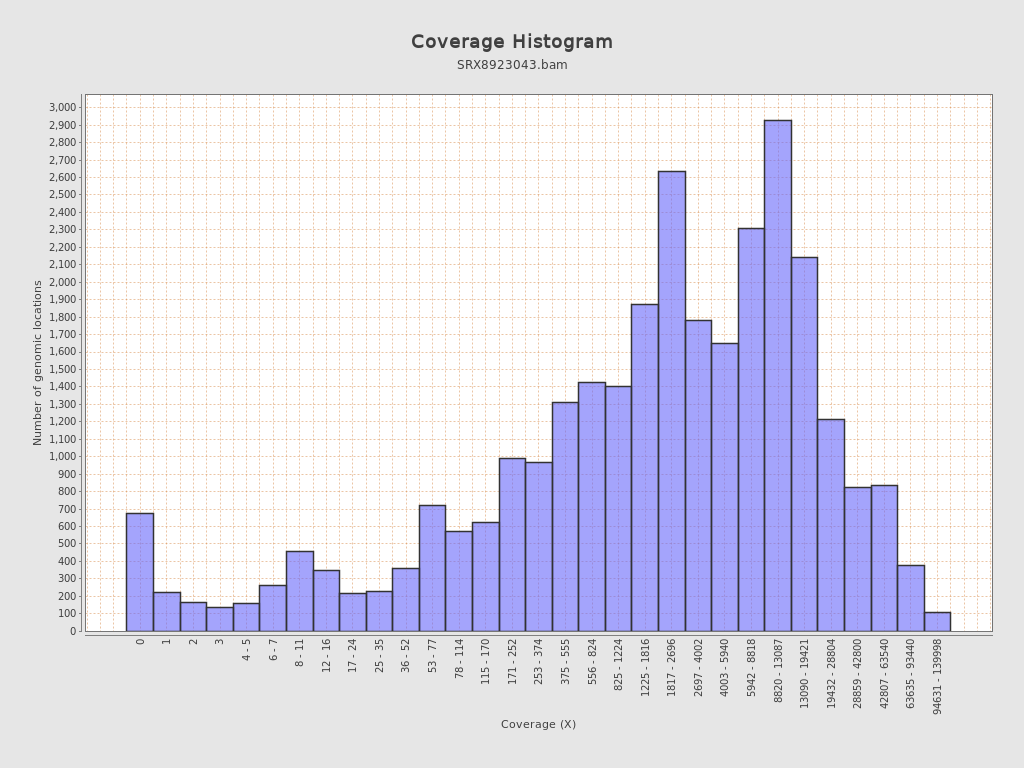 Coverage Histogram
SRX8923043.bam
Number of genomic locations
3,000
2,900
2,800
2,700
2,600
2,500
2,400
2,300
2,200
2,100
2,000
1,900
1,800
1,700
1,600
1,500
1,400
1,300
1,200
1,100
1,000
900
800
700
600
500
400
300
200
100
0
0
1
2
3
4 - 5
6 - 7
8 - 11
12 - 16
17 - 24
25 - 35
36 - 52
53 - 77
78 - 114
115 - 170
171 - 252
253 - 374
375 - 555
556 - 824
825 - 1224
1225 - 1816
1817 - 2696
2697 - 4002
4003 - 5940
5942 - 8818
8820 - 13087
13090 - 19421
19432 - 28804
28859 - 42800
42807 - 63540
63635 - 93440
94631 - 139998
Coverage (X)